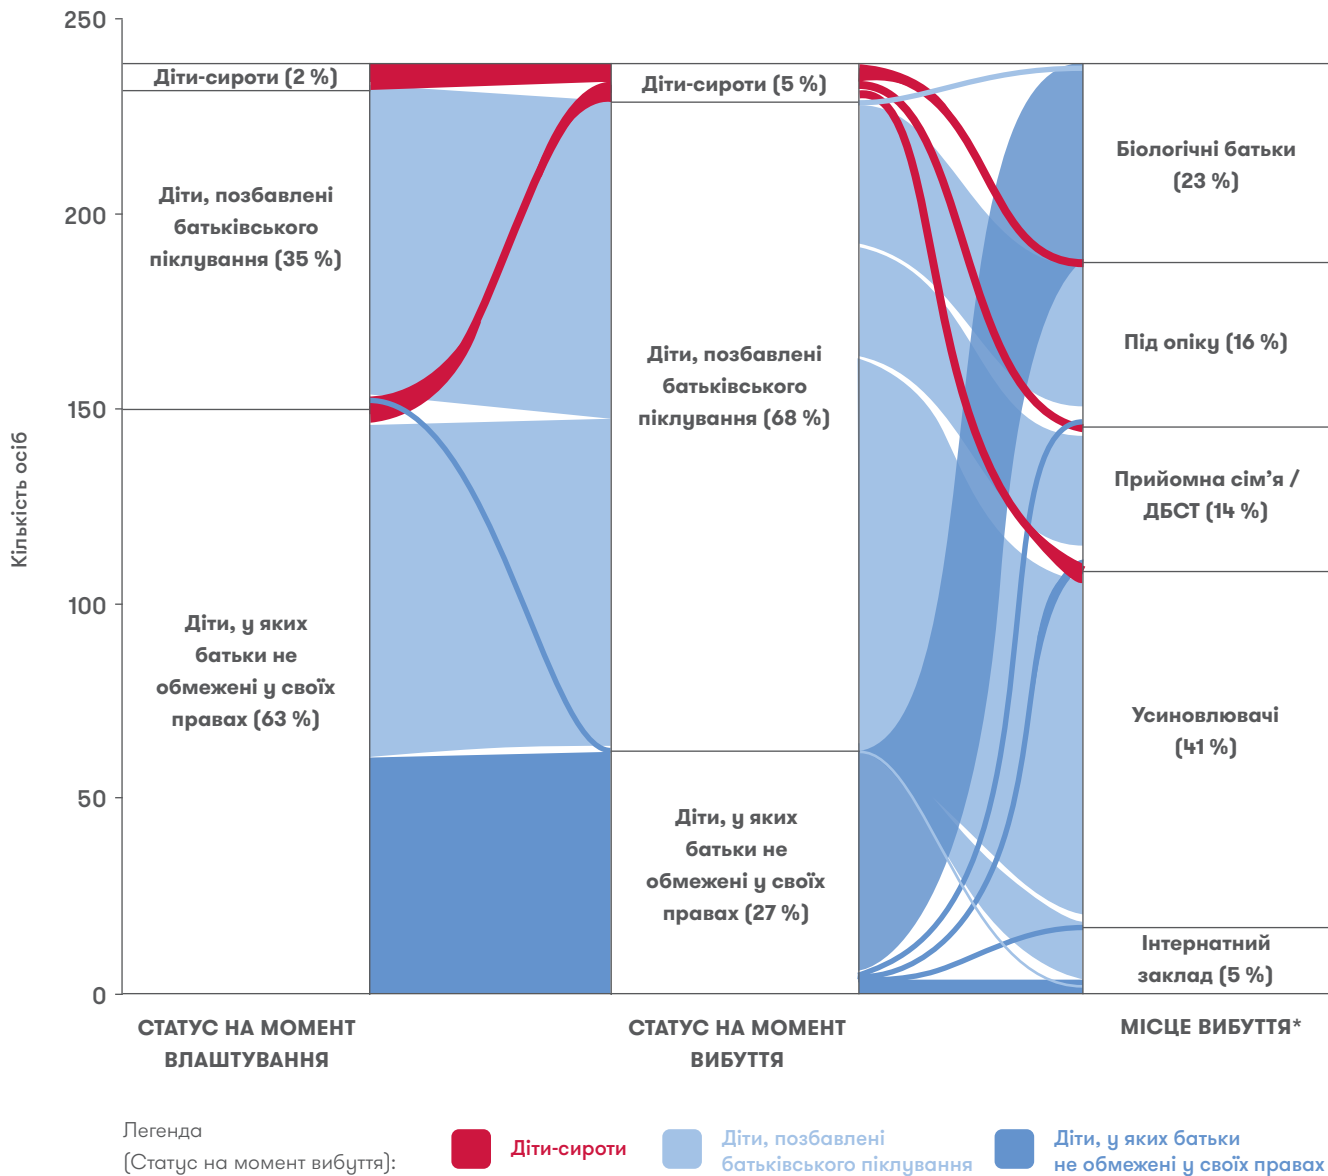 250
200
150
100
50
0
Кількість осіб
Діти-сироти (2 %)
Діти, позбавлені
батьківського
піклування (35 %)
Діти, у яких
батьки не
обмежені у своїх
правах (63 %)
Діти-сироти (5 %)
Діти, позбавлені
батьківського
піклування (68 %)
Діти, у яких
батьки не
обмежені у своїх
правах (27 %)
Біологічні батьки
(23 %)
Під опіку (16 %)
Прийомна сім’я /
ДБСТ (14 %)
Усиновлювачі
(41 %)
Інтернатний
заклад (5 %)
СТАТУС НА МОМЕНТ
ВЛАШТУВАННЯ
СТАТУС НА МОМЕНТ
ВИБУТТЯ
МІСЦЕ ВИБУТТЯ*
Легенда
(Статус на момент вибуття):
Діти-сироти
Діти, позбавлені
батьківського піклування
Діти, у яких батьки
не обмежені у своїх правах